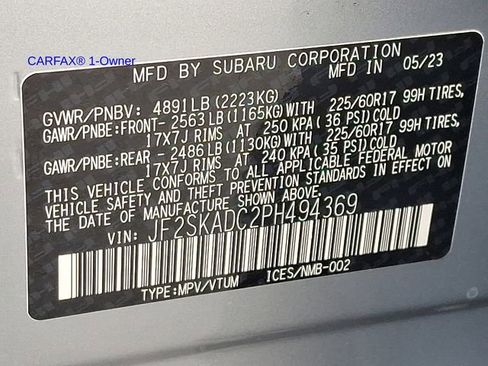 CARFAX® 1-Owner
MFD BY SUBARU CORPORATION
MFD IN 05/23
GVWR/PNBV: 4891LB(2223KG)
GAWR/PNBE:FRONT- 2563LB(1165KG)WITH 225/60R17 99H TIRES,
17X7J RIMS AT 250 KPA(36 PSI)COLD
GAWR/PNBE:REAR - 2486LB(1130KG)WITH 225/60R17 99H TIRES,
17X7J RIMS AT 240 KPA(35 PSI)COLD
THIS VEHICLE CONFORMS TO ALL APPLICABLE FEDERAL MOTOR
VEHICLE SAFETY AND THEFT PREVENTION STANDARDS IN EFFECT ON
THE DATE OF MANUFACTURE SHOWN ABOVE.
VIN: JF2SKADC2PH494369
TYPE:MPV/VTUM ICES/NMB-002